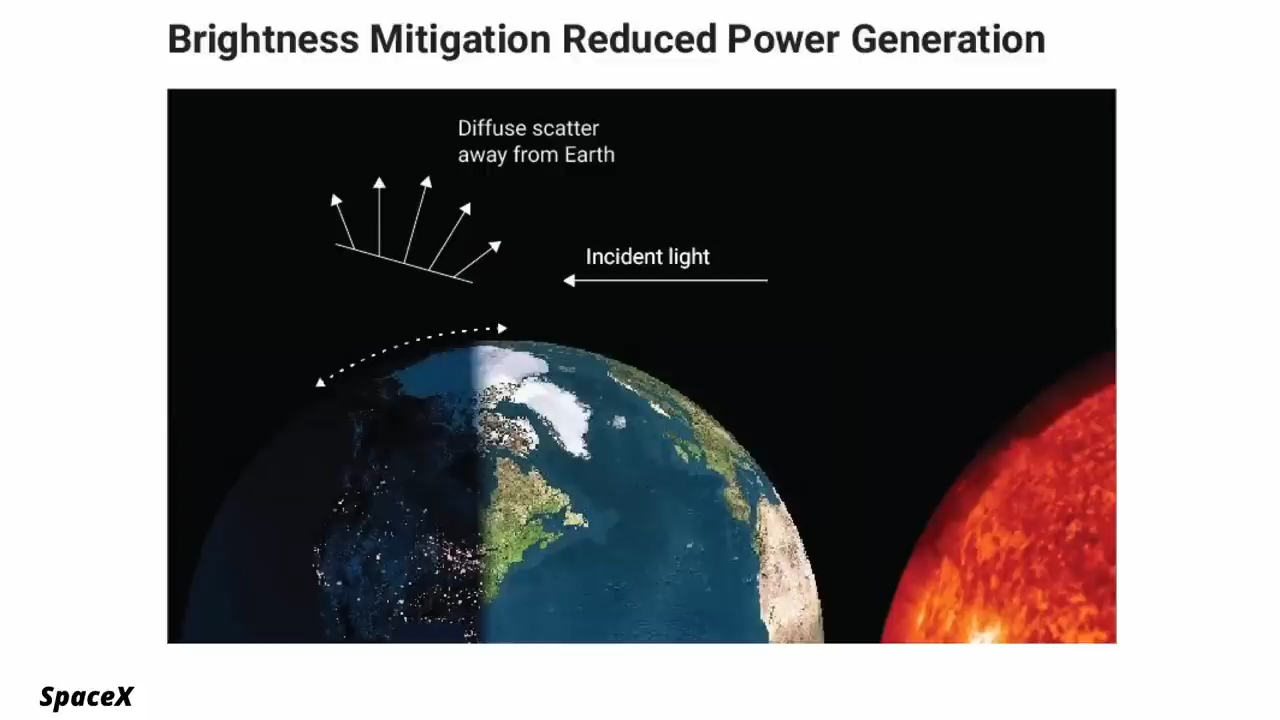 Brightness Mitigation Reduced Power Generation
Diffuse scatter
away from Earth
Incident light
SpaceX